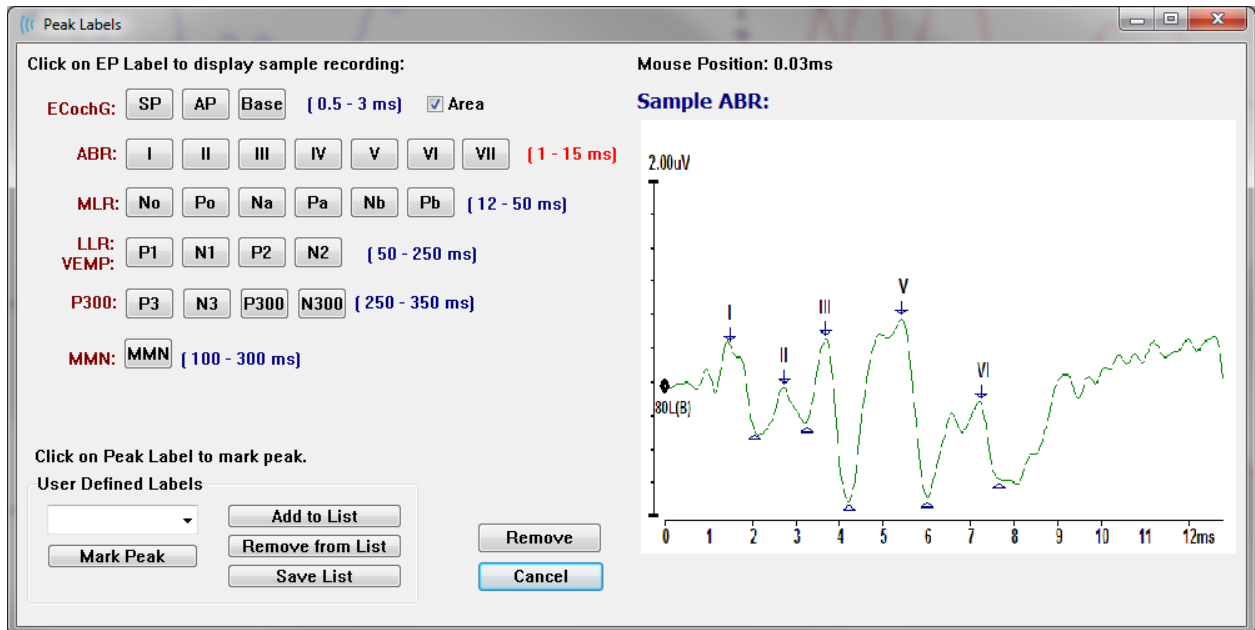 Peak Labels
Click on EP Label to display sample recording:
ECochG: SP AP Base ( 0.5 - 3 ms) Area
ABR: I II III IV V VI VII ( 1 - 15 ms)
MLR: No Po Na Pa Nb Pb ( 12 - 50 ms)
LLR:
VEMP: P1 N1 P2 N2 ( 50 - 250 ms)
P300: P3 N3 P300 N300 ( 250 - 350 ms)
MMN: MMN ( 100 - 300 ms)
Click on Peak Label to mark peak.
User Defined Labels
Add to List
Mark Peak
Remove from List
Save List
Remove
Cancel
Mouse Position: 0.03ms
Sample ABR:
2.00uV
I II III V VI
80L(B)
0 1 2 3 4 5 6 7 8 9 10 11 12ms